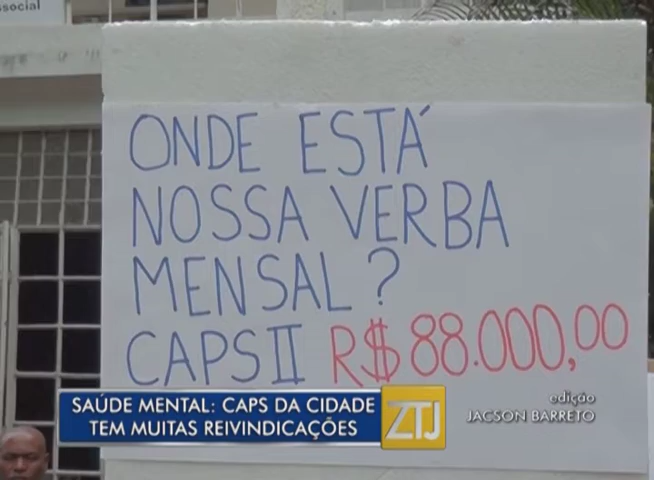 ssocial
ONDE ESTÁ
NOSSA VERBA
MENSAL?
CAPS II R$ 88.000,00
SAÚDE MENTAL: CAPS DA CIDADE
TEM MUITAS REIVINDICAÇÕES
ZTJ
edição
JACSON BARRETO